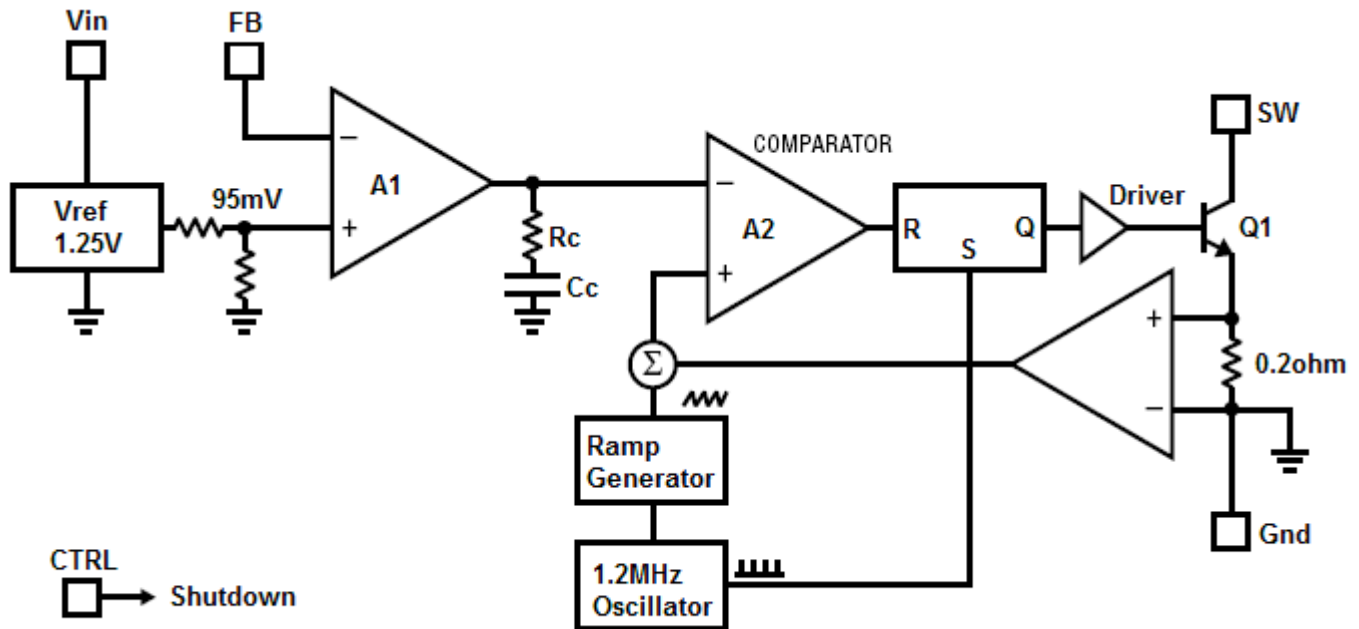 Vin
FB
SW
COMPARATOR
−
A1
+
Vref
1.25V
95mV
Rc
Cc
−
A2
+
R
S
Q
Driver
Q1
Σ
+
−
0.2ohm
Ramp
Generator
Gnd
CTRL
Shutdown
1.2MHz
Oscillator